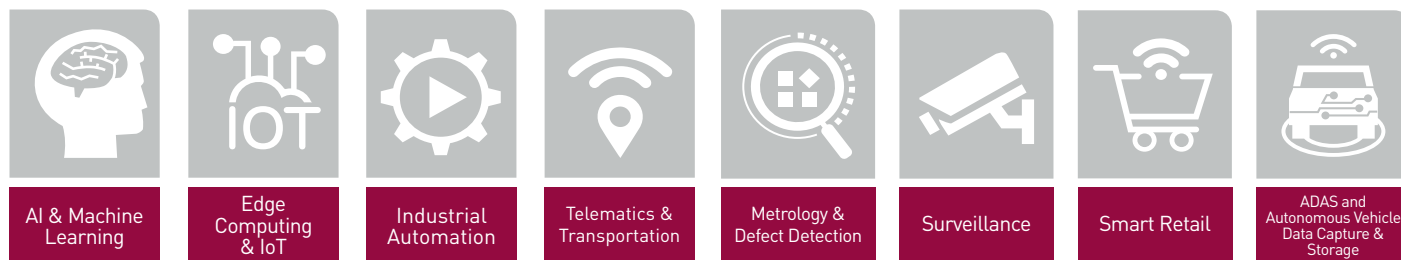 IOT
AI & Machine
Learning
Edge
Computing
& IoT
Industrial
Automation
Telematics &
Transportation
Metrology &
Defect Detection
Surveillance
Smart Retail
ADAS and
Autonomous Vehicle
Data Capture &
Storage